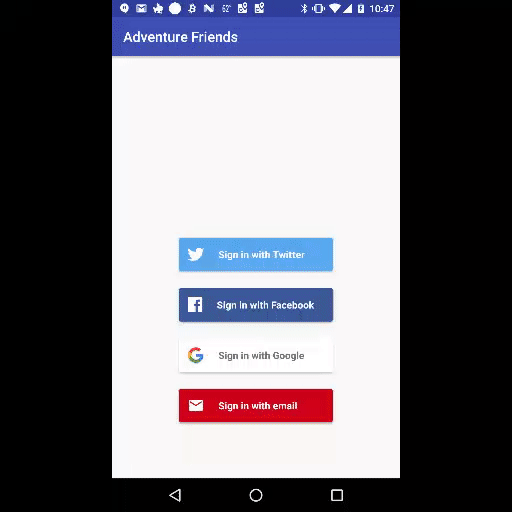 62° 10:47
Adventure Friends
Sign in with Twitter
Sign in with Facebook
Sign in with Google
Sign in with email